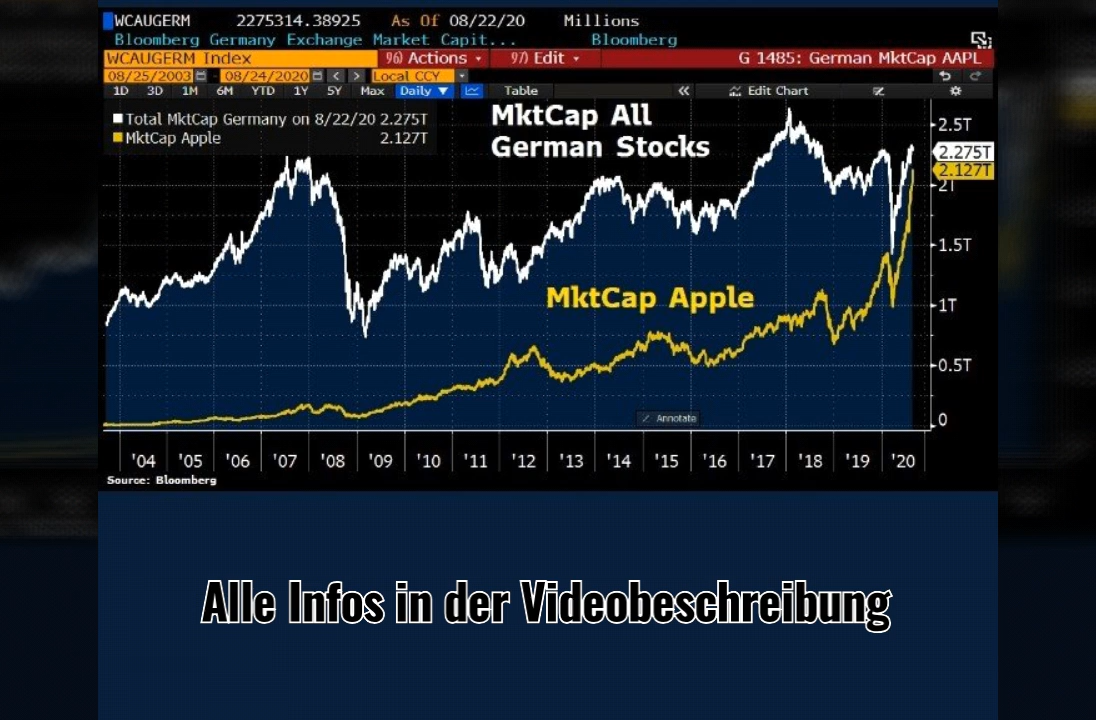 WCAUGERM 2275314.38925 As Of 08/22/20 Millions
Bloomberg Germany Exchange Market Capit... Bloomberg
WCAUGERM Index 96) Actions 97) Edit G 1485: German MktCap AAPL
08/25/2003 - 08/24/2020 < > Local CCY
1D 3D 1M 6M YTD 1Y 5Y Max Daily ▼ Table « Edit Chart
Total MktCap Germany on 8/22/20 2.275T
MktCap Apple 2.127T
MktCap All
German Stocks
2.5T
2.275T
2.127T
2T
1.5T
MktCap Apple
1T
0.5T
Annotate
0
'04 '05 '06 '07 '08 '09 '10 '11 '12 '13 '14 '15 '16 '17 '18 '19 '20
Source: Bloomberg
Alle Infos in der Videobeschreibung